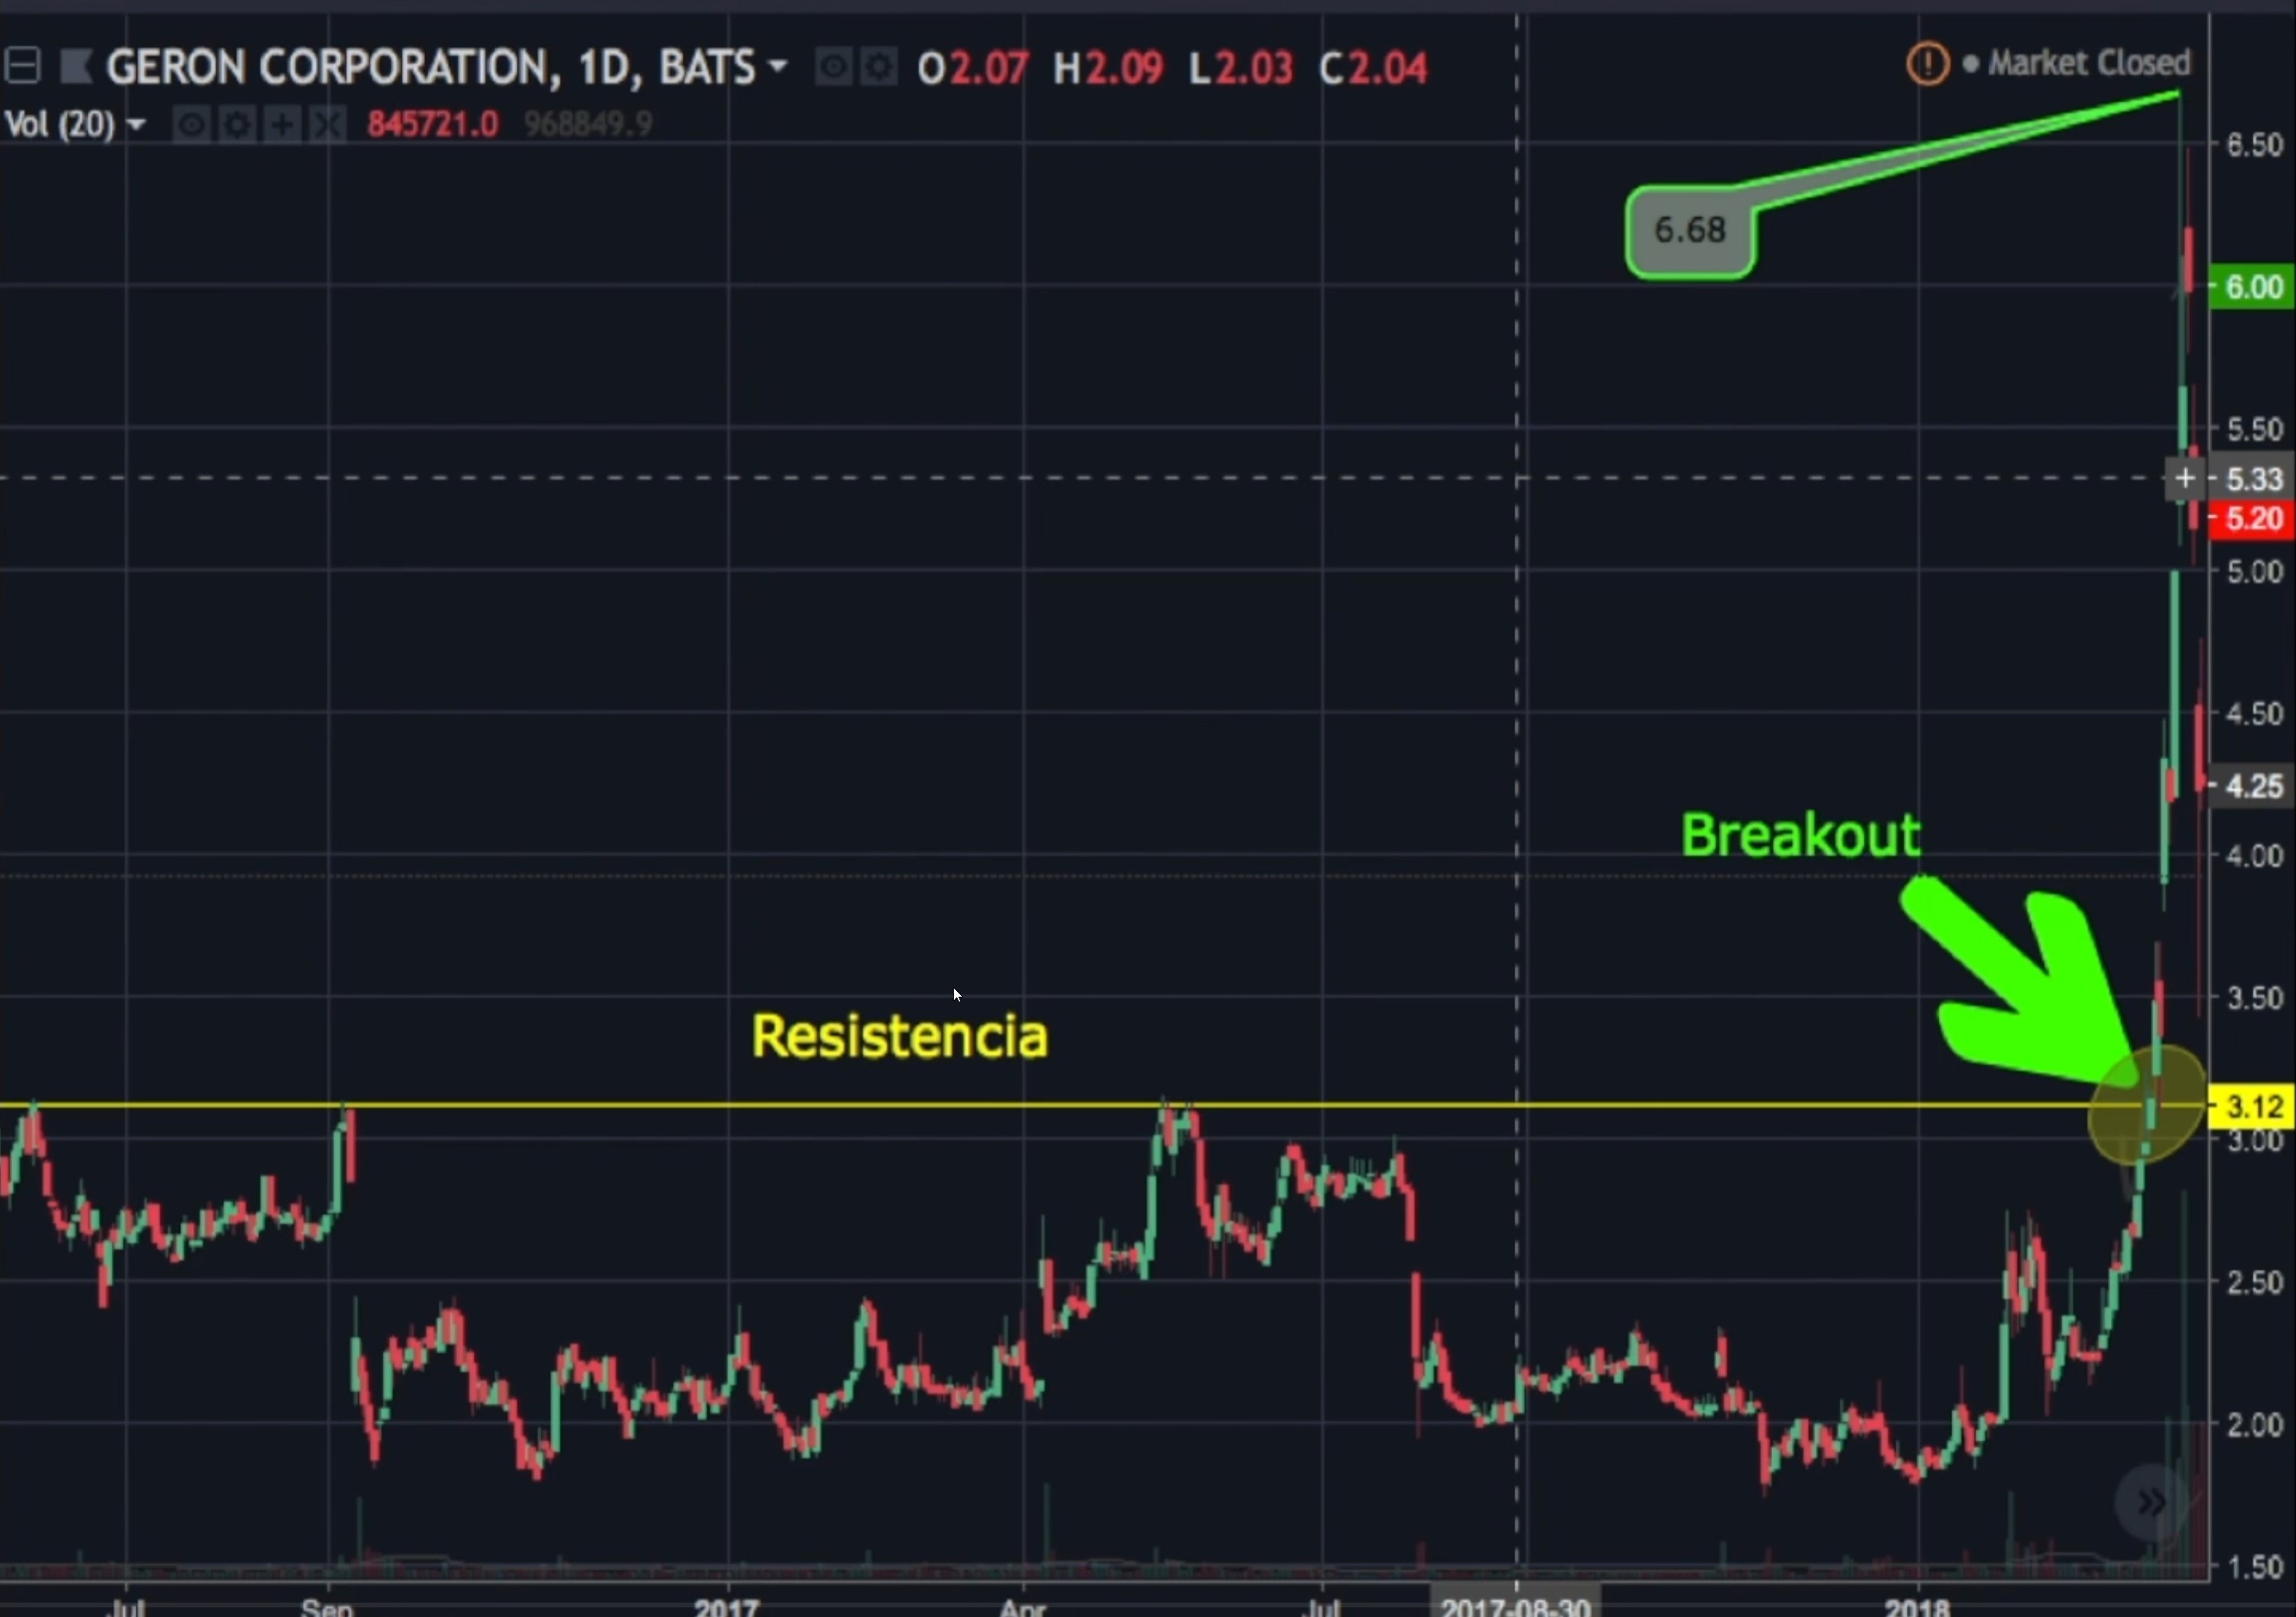 GERON CORPORATION, 1D, BATS O2.07 H2.09 L2.03 C2.04
Market Closed
Vol (20) 845721.0 968849.9
6.50
6.68
6.00
5.50
5.33
5.20
5.00
4.50
4.25
Breakout
4.00
3.50
Resistencia
3.12
3.00
2.50
2.00
1.50
Jul Sep 2017 Apr Jul 2017-08-30 2018